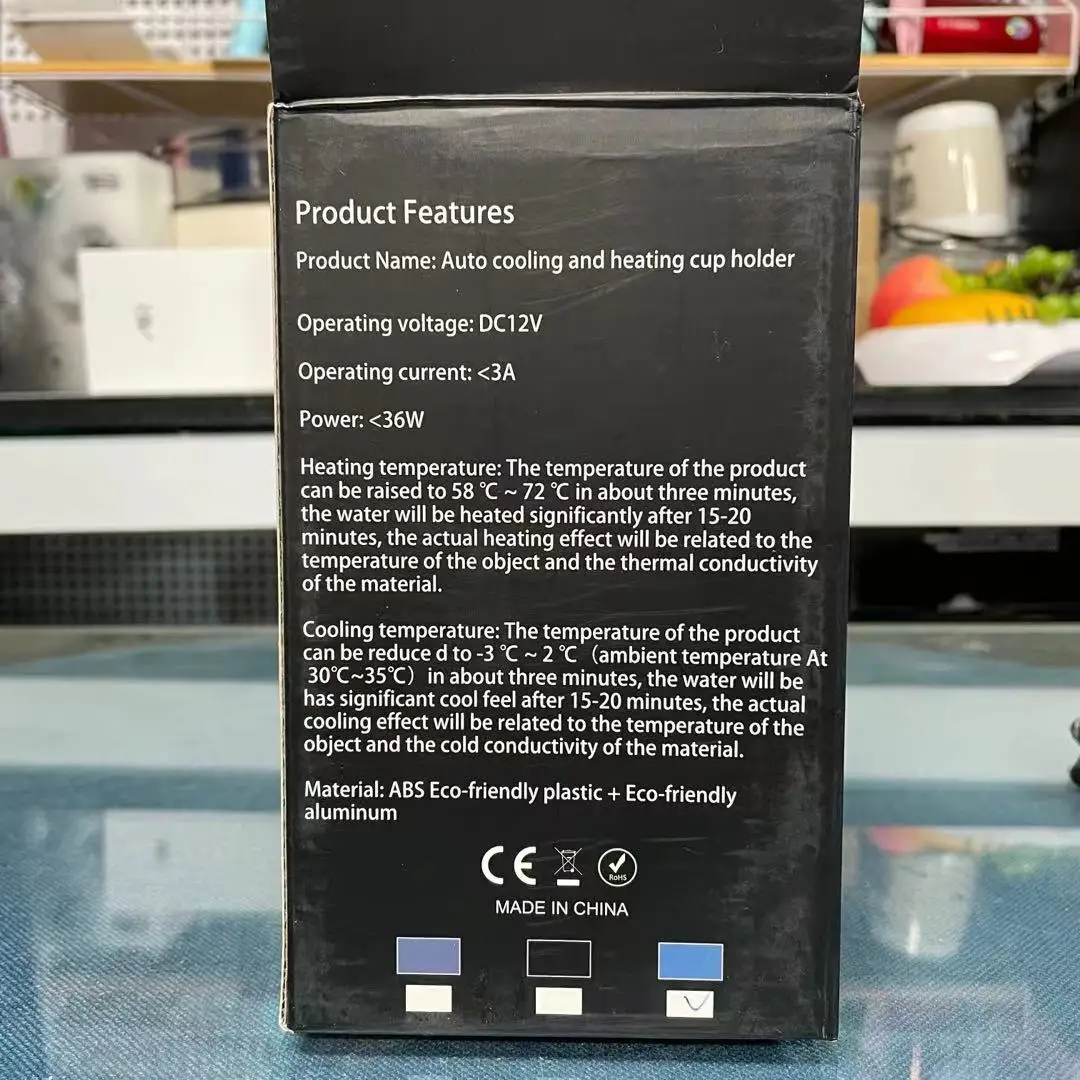 Product Features
Product Name: Auto cooling and heating cup holder
Operating voltage: DC12V
Operating current: <3A
Power: <36W
Heating temperature: The temperature of the product
can be raised to 58 ℃ ~ 72 ℃ in about three minutes,
the water will be heated significantly after 15-20
minutes, the actual heating effect will be related to the
temperature of the object and the thermal conductivity
of the material.
Cooling temperature: The temperature of the product
can be reduce d to -3 ℃ ~ 2 ℃（ambient temperature At
30℃~35℃）in about three minutes, the water will be
has significant cool feel after 15-20 minutes, the actual
cooling effect will be related to the temperature of the
object and the cold conductivity of the material.
Material: ABS Eco-friendly plastic + Eco-friendly
aluminum
CE
RoHS
MADE IN CHINA